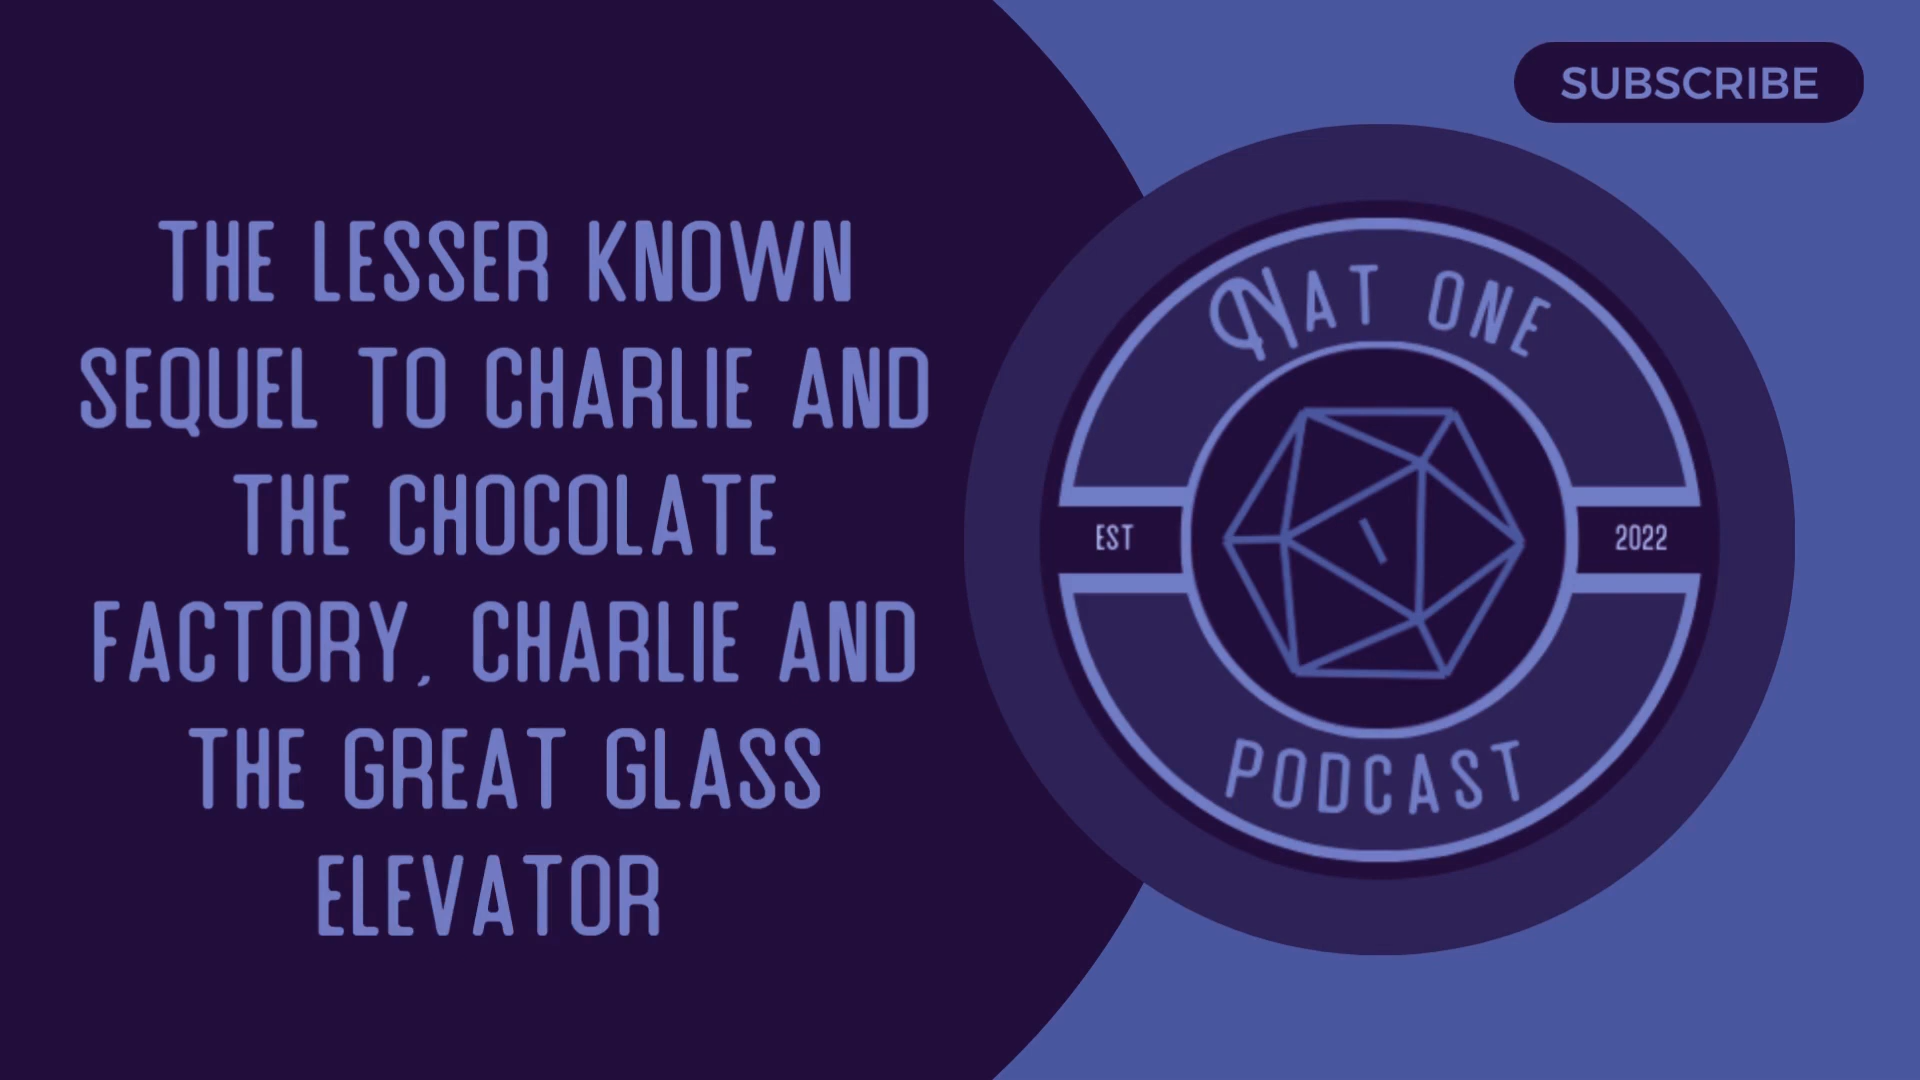 SUBSCRIBE
THE LESSER KNOWN
SEQUEL TO CHARLIE AND
THE CHOCOLATE
FACTORY, CHARLIE AND
THE GREAT GLASS
ELEVATOR
NAT ONE
EST
2022
PODCAST